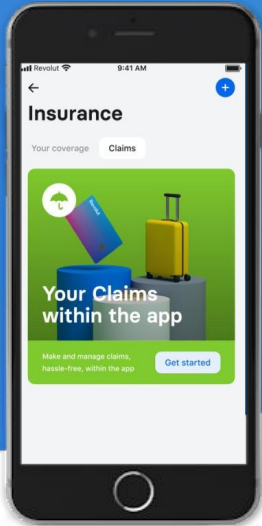 Revolut
9:41 AM
Insurance
Your coverage
Claims
Revolut
Your Claims
within the app
Make and manage claims,
hassle-free, within the app
Get started